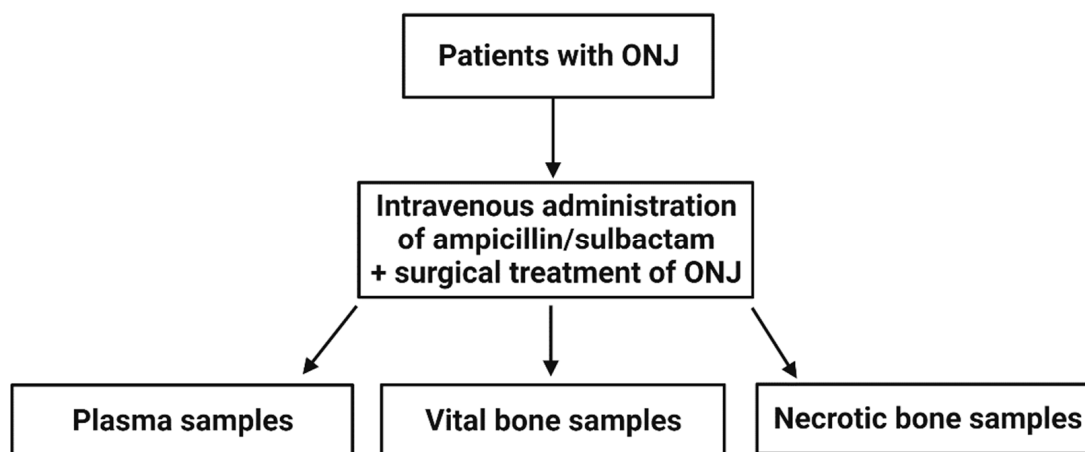 Patients with ONJ
Intravenous administration
of ampicillin/sulbactam
+ surgical treatment of ONJ
Plasma samples
Vital bone samples
Necrotic bone samples